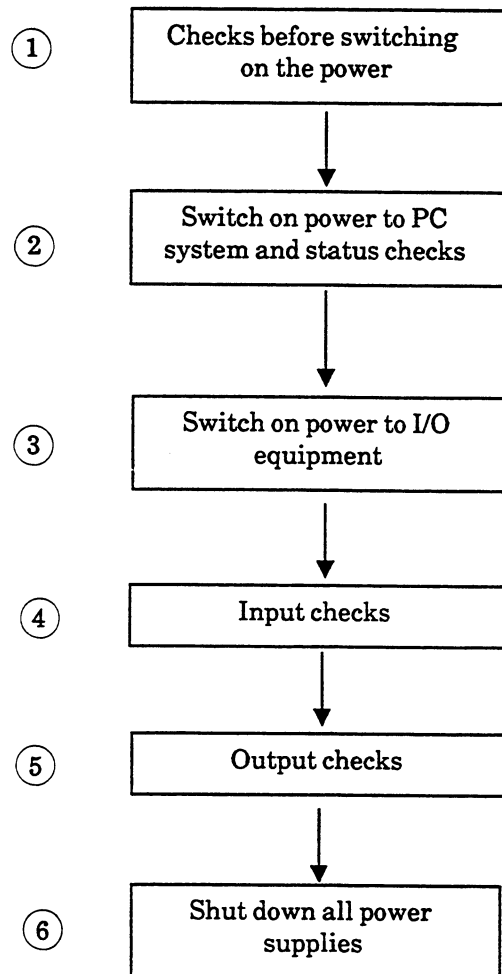 1
Checks before switching
on the power
2
Switch on power to PC
system and status checks
3
Switch on power to I/O
equipment
4
Input checks
5
Output checks
6
Shut down all power
supplies